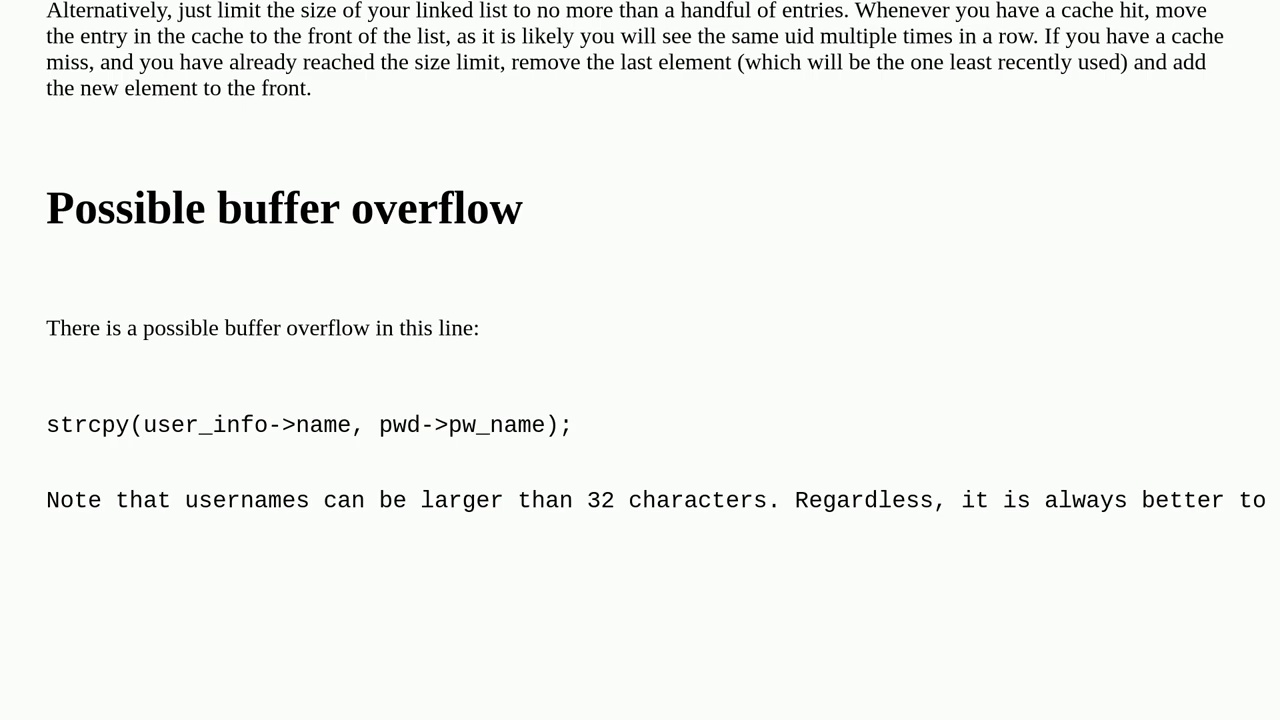 Alternatively, just limit the size of your linked list to no more than a handful of entries. Whenever you have a cache hit, move
the entry in the cache to the front of the list, as it is likely you will see the same uid multiple times in a row. If you have a cache
miss, and you have already reached the size limit, remove the last element (which will be the one least recently used) and add
the new element to the front.
Possible buffer overflow
There is a possible buffer overflow in this line:
strcpy(user_info->name, pwd->pw_name);
Note that usernames can be larger than 32 characters. Regardless, it is always better to